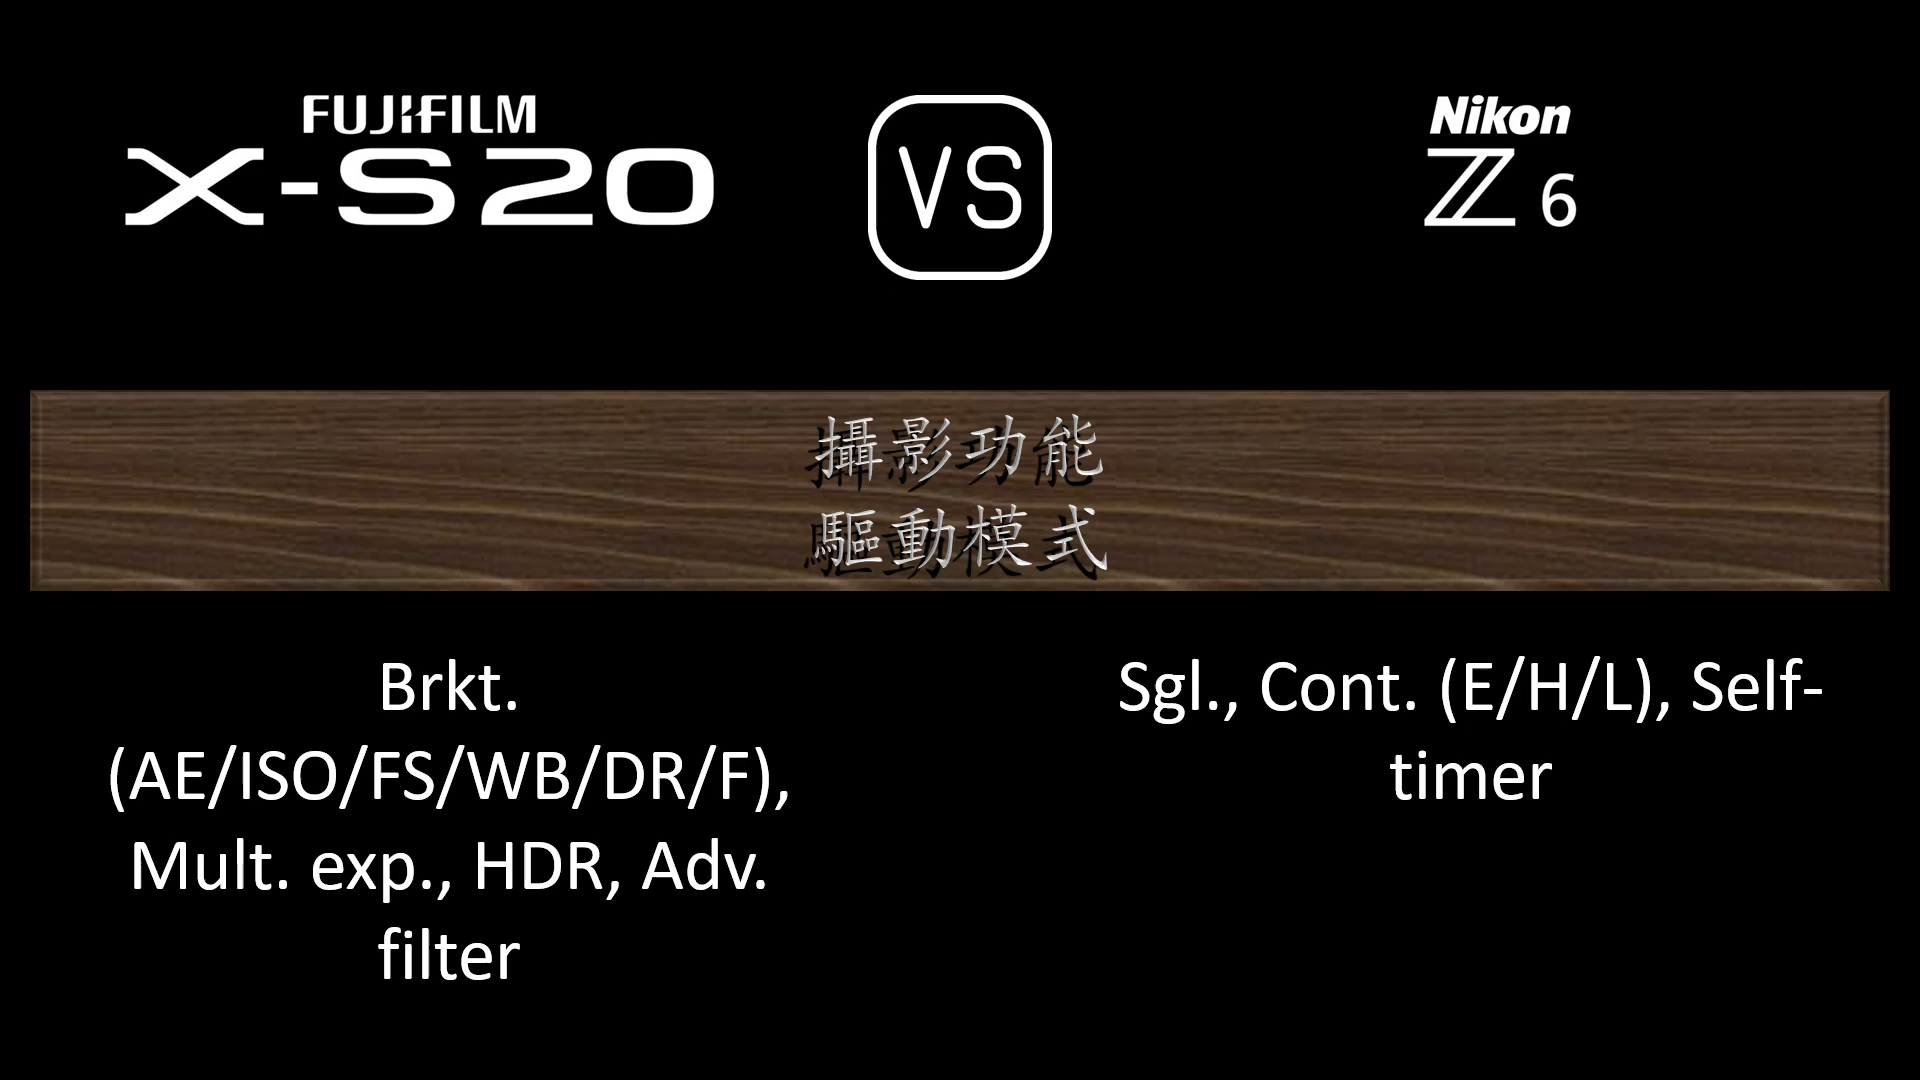 FUJIFILM
X-S20
VS
Nikon
Z 6
攝影功能
驅動模式
Brkt.
(AE/ISO/FS/WB/DR/F),
Mult. exp., HDR, Adv.
filter
Sgl., Cont. (E/H/L), Self-
timer